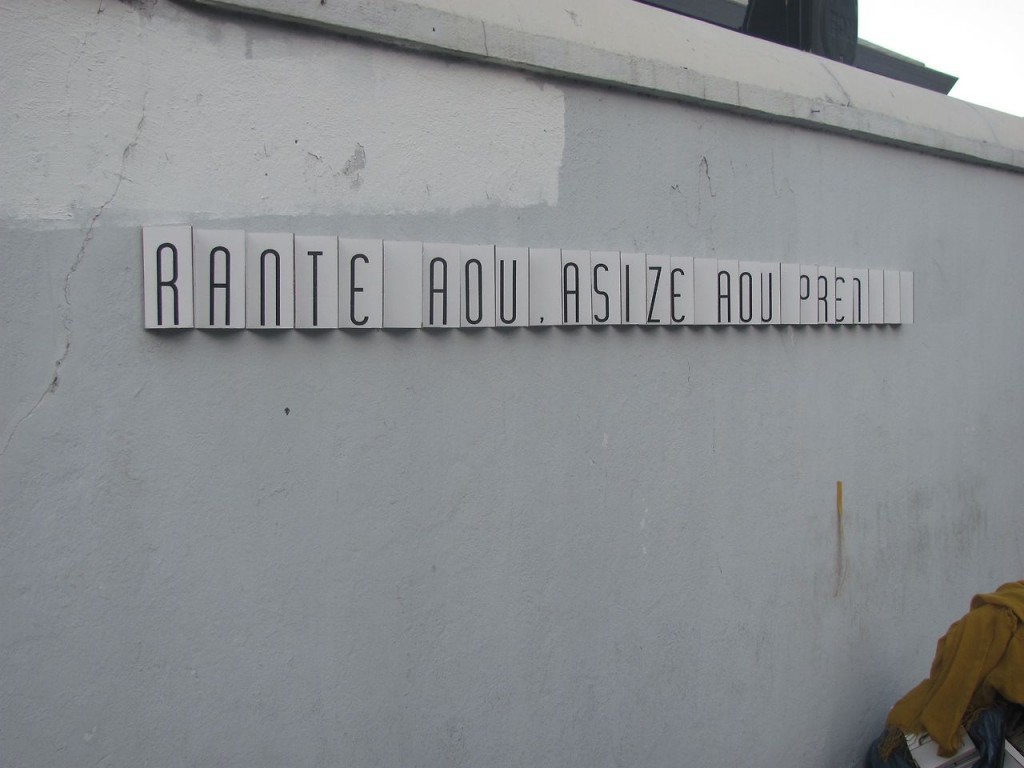 RANTE AOU, ASIZE AOU PREN